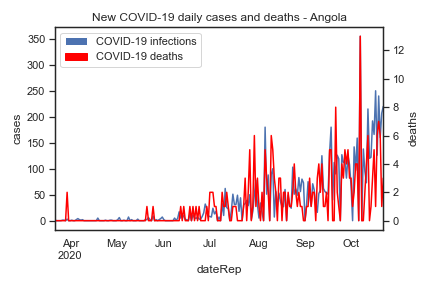 New COVID-19 daily cases and deaths - Angola
COVID-19 infections
COVID-19 deaths
350
300
250
200
150
100
50
0
cases
12
10
8
6
4
2
0
deaths
Apr May Jun Jul Aug Sep Oct
2020
dateRep